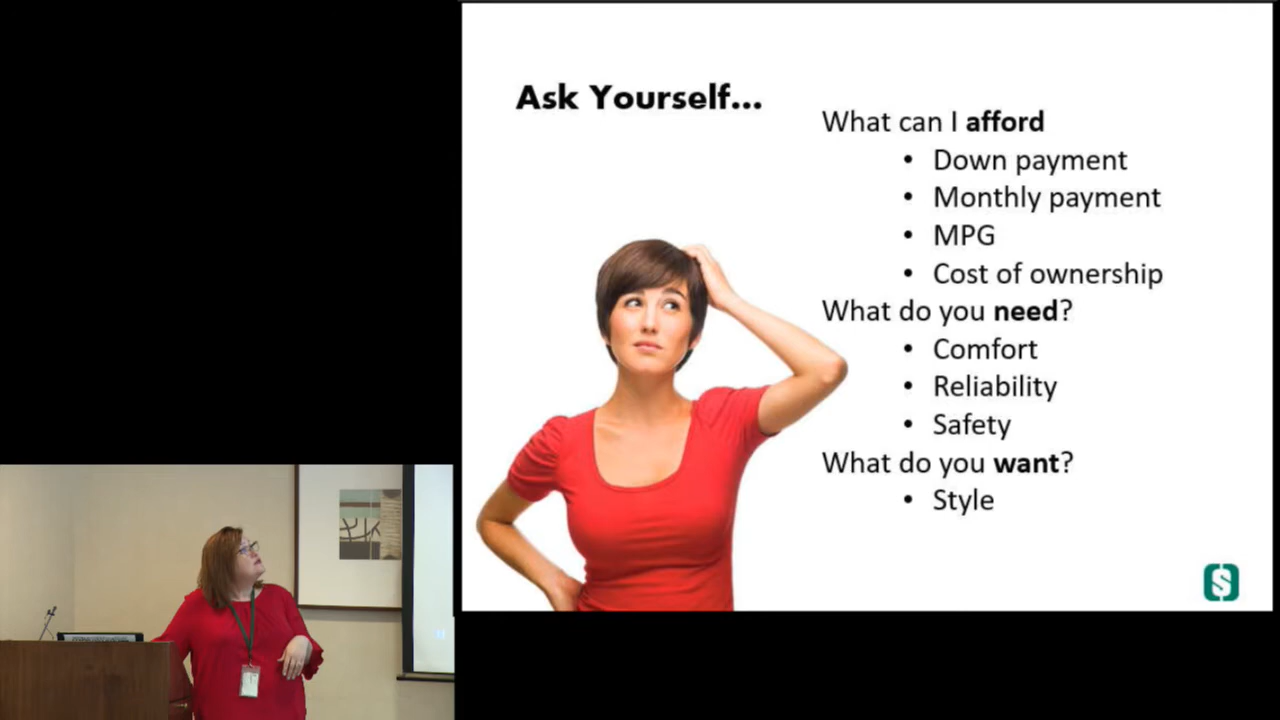 Ask Yourself...
What can I afford
• Down payment
• Monthly payment
• MPG
• Cost of ownership
What do you need?
• Comfort
• Reliability
• Safety
What do you want?
• Style
$